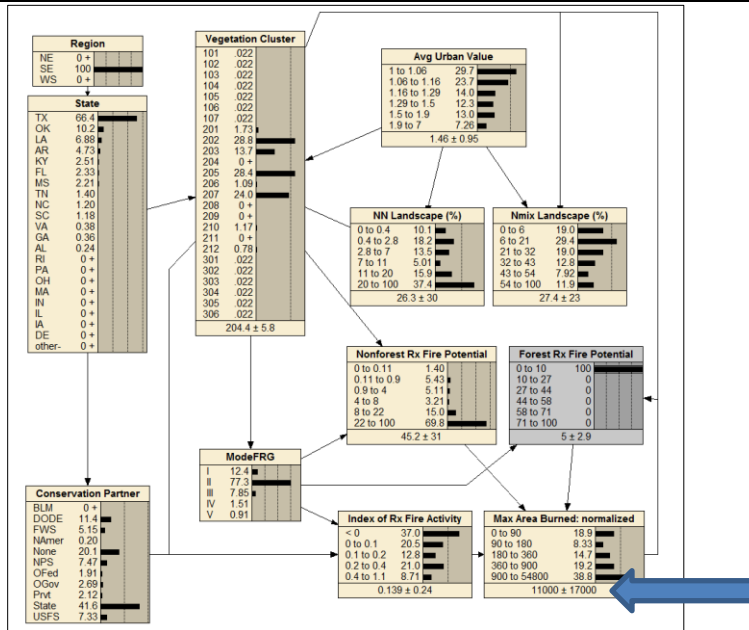 Region
NE 0 +
SE 100
WS 0 +
State
TX 66.4
OK 10.2
LA 6.88
AR 4.73
KY 2.51
FL 2.33
MS 2.21
TN 1.40
NC 1.20
SC 1.18
VA 0.38
GA 0.36
AL 0.24
RI 0 +
PA 0 +
OH 0 +
MA 0 +
IN 0 +
IL 0 +
IA 0 +
DE 0 +
other- 0 +
Vegetation Cluster
101 .022
102 .022
103 .022
104 .022
105 .022
106 .022
107 .022
201 1.73
202 28.8
203 13.7
204 0 +
205 28.4
206 1.09
207 24.0
208 0 +
209 0 +
210 1.17
211 0 +
212 0.78
301 .022
302 .022
303 .022
304 .022
305 .022
306 .022
204.4 ± 5.8
Avg Urban Value
1 to 1.06 29.7
1.06 to 1.16 23.7
1.16 to 1.29 14.0
1.29 to 1.5 12.3
1.5 to 1.9 13.0
1.9 to 7 7.26
1.46 ± 0.95
NN Landscape (%)
0 to 0.4 10.1
0.4 to 2.8 18.2
2.8 to 7 13.5
7 to 11 5.01
11 to 20 15.9
20 to 100 37.4
26.3 ± 30
Nmix Landscape (%)
0 to 6 19.0
6 to 21 29.4
21 to 32 19.0
32 to 43 12.8
43 to 54 7.92
54 to 100 11.9
27.4 ± 23
Nonforest Rx Fire Potential
0 to 0.11 1.40
0.11 to 0.9 5.43
0.9 to 4 5.11
4 to 8 3.21
8 to 22 15.0
22 to 100 69.8
45.2 ± 31
Forest Rx Fire Potential
0 to 10 100
10 to 27 0
27 to 44 0
44 to 58 0
58 to 71 0
71 to 100 0
5 ± 2.9
ModeFRG
I 12.4
II 77.3
III 7.85
IV 1.51
V 0.91
Conservation Partner
BLM 0 +
DODE 11.4
FWS 5.15
NAmer 0.20
None 20.1
NPS 7.47
OFed 1.91
OGov 2.69
Prvt 2.12
State 41.6
USFS 7.33
Index of Rx Fire Activity
< 0 37.0
0 to 0.1 20.5
0.1 to 0.2 12.8
0.2 to 0.4 21.0
0.4 to 1.1 8.71
0.139 ± 0.24
Max Area Burned: normalized
0 to 90 18.9
90 to 180 8.33
180 to 360 14.7
360 to 900 19.2
900 to 54800 38.8
11000 ± 17000